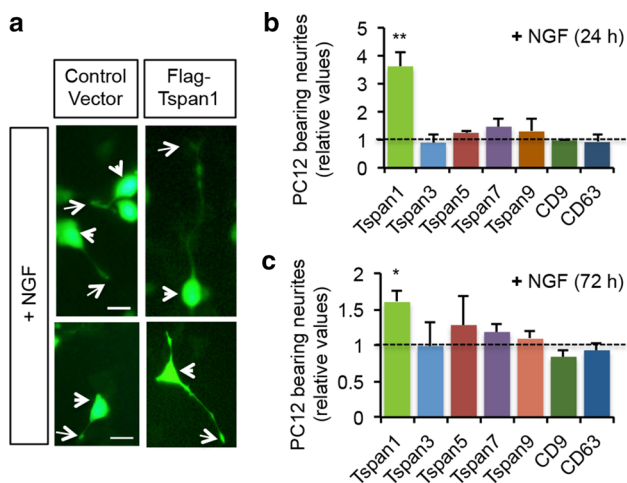 a
Control
Vector
Flag-
Tspan1
+ NGF
b
+ NGF (24 h)
PC12 bearing neurites
(relative values)
5
4
3
2
1
0
**
Tspan1
Tspan3
Tspan5
Tspan7
Tspan9
CD9
CD63
c
+ NGF (72 h)
PC12 bearing neurites
(relative values)
2
1.5
1
0.5
0
*
Tspan1
Tspan3
Tspan5
Tspan7
Tspan9
CD9
CD63